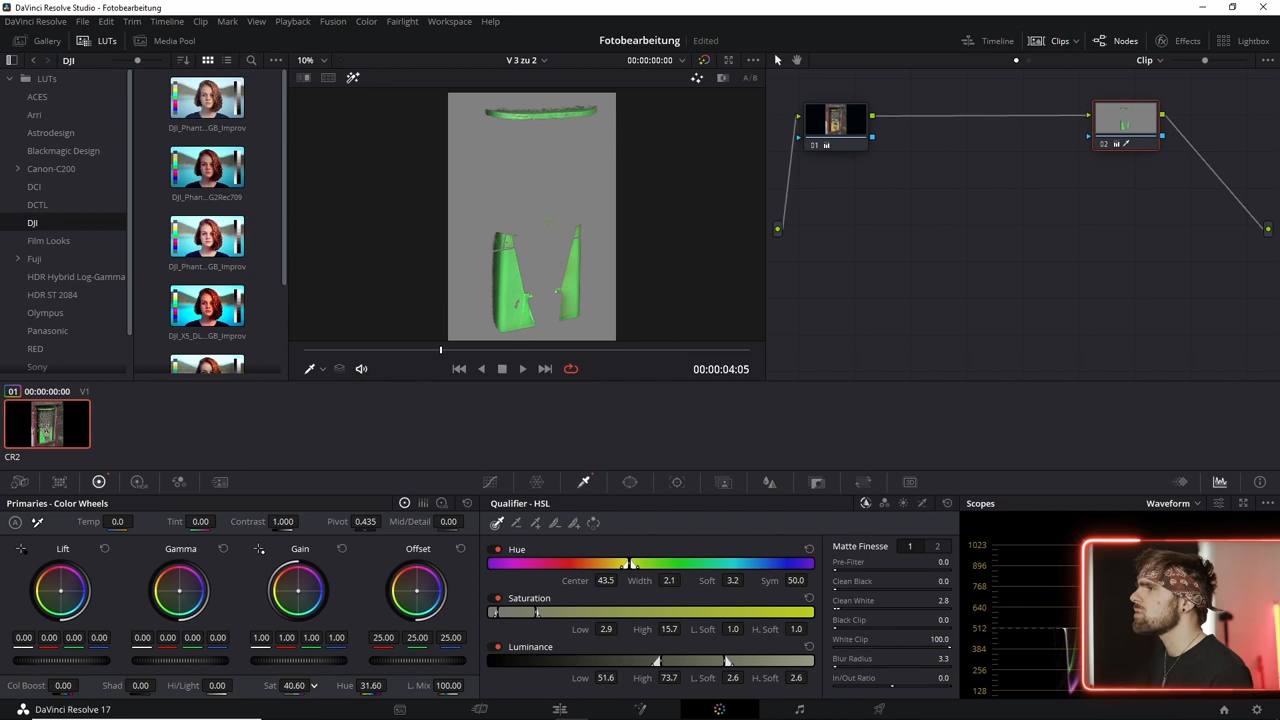 DaVinci Resolve Studio - Fotobearbeitung
DaVinci Resolve File Edit Trim Timeline Clip Mark View Playback Fusion Color Fairlight Workspace Help
Gallery LUTs Media Pool Fotobearbeitung Edited Timeline Clips Nodes Effects Lightbox
DJI 10% V 3 zu 2 00:00:00:00 Clip
A/B
LUTs
ACES
Arri
Astrodesign
Blackmagic Design
Canon-C200
DCI
DCTL
DJI
Film Looks
Fuji
HDR Hybrid Log-Gamma
HDR ST 2084
Olympus
Panasonic
RED
Sony
DJI_Phant...GB_Improv
DJI_Phan...G2Rec709
DJI_Phant...GB_Improv
DJI_X5_DL...GB_Improv
01
02
00:00:04:05
01 00:00:00:00 V1
CR2
Primaries - Color Wheels
Temp 0.0 Tint 0.00 Contrast 1.000 Pivot 0.435 Mid/Detail 0.00
Lift Gamma Gain Offset
0.00 0.00 0.00 0.00 0.00 0.00 0.00 0.00 1.00 1.00 1.00 1.00 25.00 25.00 25.00
Col Boost 0.00 Shad 0.00 Hi/Light 0.00 Sat 40.60 Hue 31.60 L. Mix 100.00
Qualifier - HSL
Hue
Center 43.5 Width 2.1 Soft 3.2 Sym 50.0
Saturation
Low 2.9 High 15.7 L. Soft 1.0 H. Soft 1.0
Luminance
Low 51.6 High 73.7 L. Soft 2.6 H. Soft 2.6
Matte Finesse 1 2
Pre-Filter 0.0
Clean Black 0.0
Clean White 2.8
Black Clip 0.0
White Clip 100.0
Blur Radius 3.3
In/Out Ratio 0.0
Scopes Waveform
1023
896
768
640
512
384
256
128
DaVinci Resolve 17